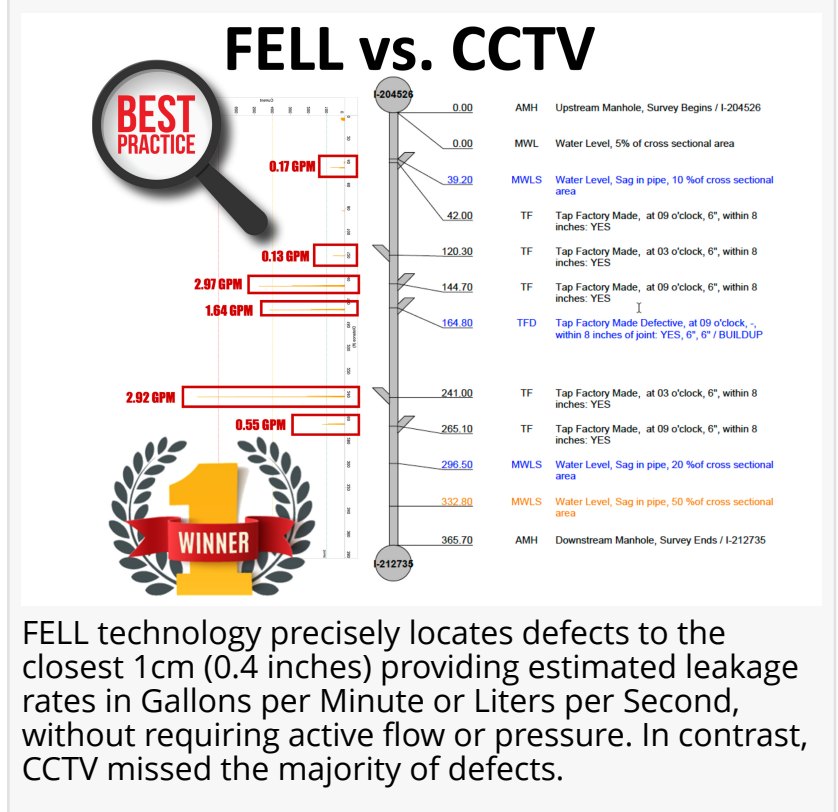 FELL vs. CCTV
BEST
PRACTICE
I-204526
0.00 AMH Upstream Manhole, Survey Begins / I-204526
0.00 MWL Water Level, 5% of cross sectional area
0.17 GPM
39.20 MWLS Water Level, Sag in pipe, 10 %of cross sectional
area
42.00 TF Tap Factory Made, at 09 o'clock, 6", within 8
inches: YES
0.13 GPM
120.30 TF Tap Factory Made, at 03 o'clock, 6", within 8
inches: YES
2.97 GPM
144.70 TF Tap Factory Made, at 09 o'clock, 6", within 8
inches: YES
1.64 GPM
164.80 TFD Tap Factory Made Defective, at 09 o'clock, -,
within 8 inches of joint: YES, 6", 6" / BUILDUP
2.92 GPM
241.00 TF Tap Factory Made, at 03 o'clock, 6", within 8
inches: YES
0.55 GPM
265.10 TF Tap Factory Made, at 09 o'clock, 6", within 8
inches: YES
296.50 MWLS Water Level, Sag in pipe, 20 %of cross sectional
area
332.80 MWLS Water Level, Sag in pipe, 50 %of cross sectional
area
365.70 AMH Downstream Manhole, Survey Ends / I-212735
I-212735
1
WINNER
FELL technology precisely locates defects to the
closest 1cm (0.4 inches) providing estimated leakage
rates in Gallons per Minute or Liters per Second,
without requiring active flow or pressure. In contrast,
CCTV missed the majority of defects.